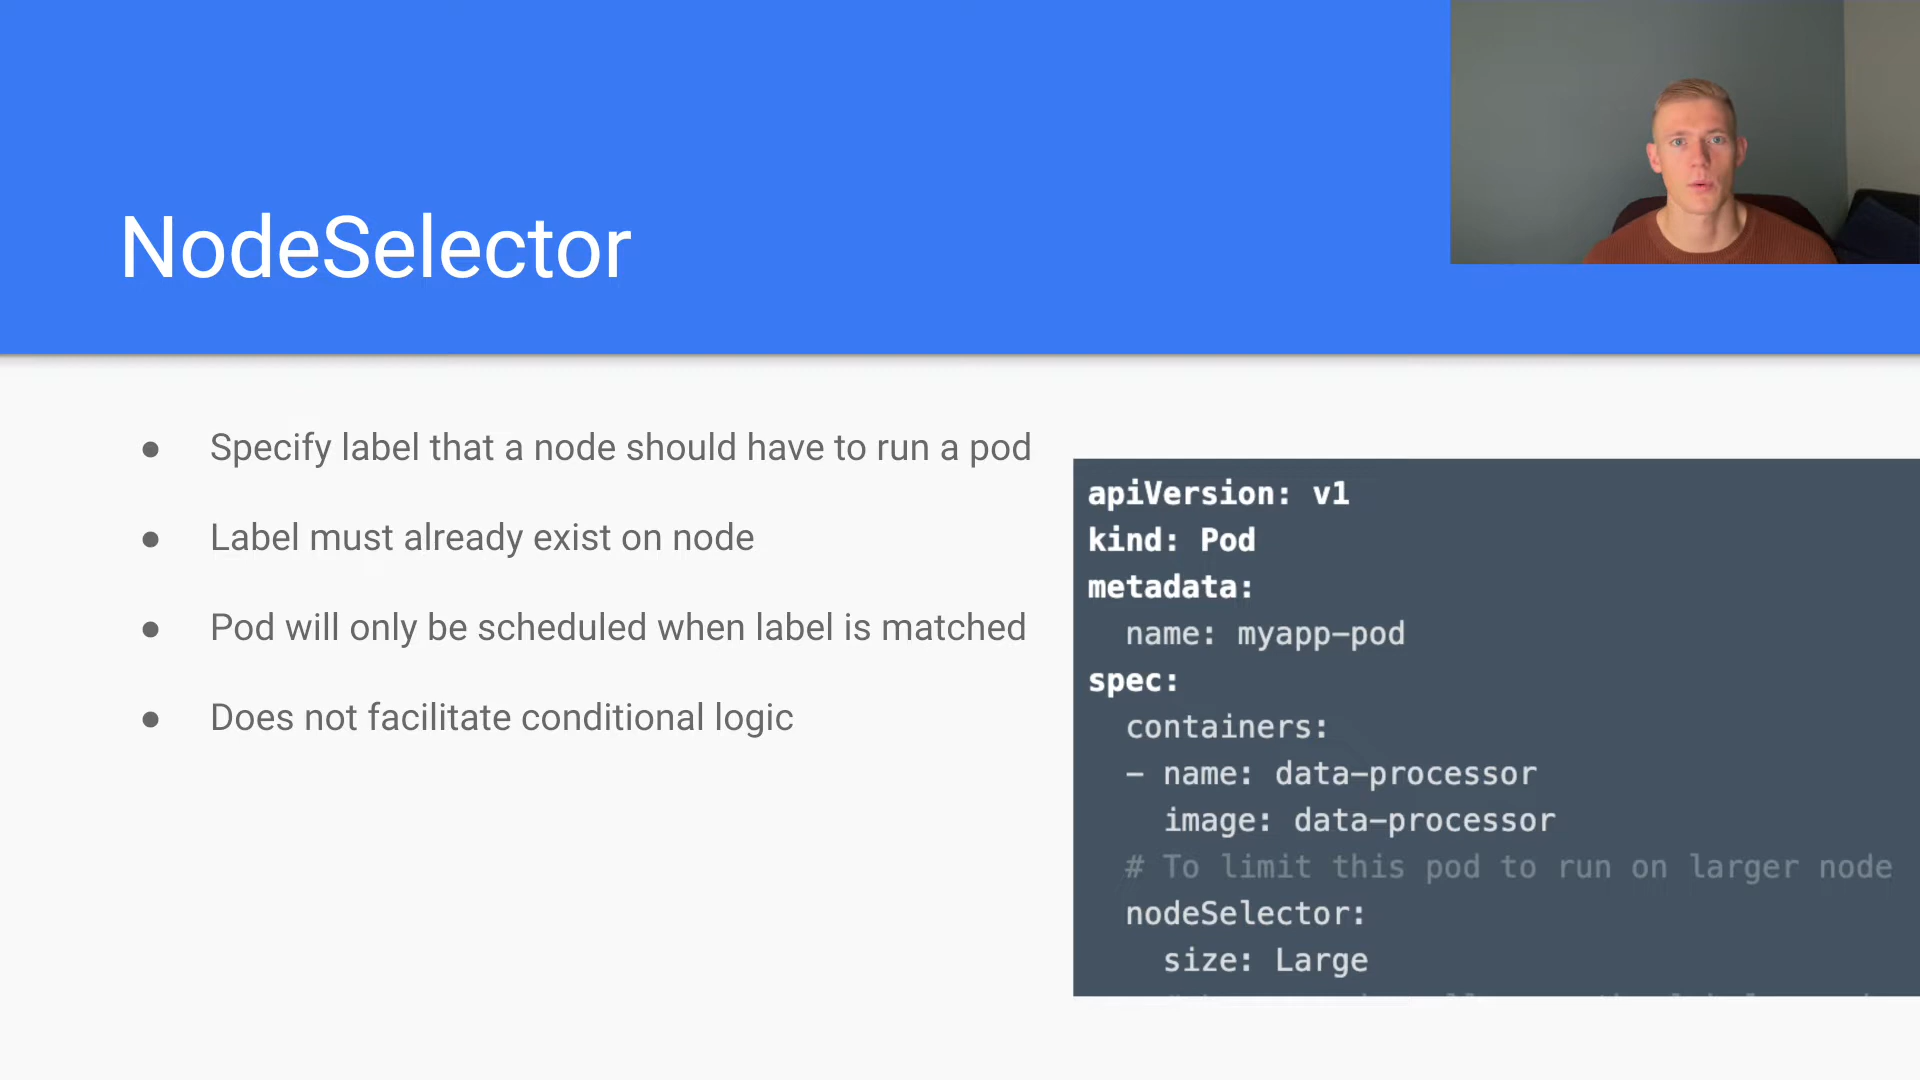 NodeSelector
● Specify label that a node should have to run a pod
● Label must already exist on node
● Pod will only be scheduled when label is matched
● Does not facilitate conditional logic
apiVersion: v1
kind: Pod
metadata:
  name: myapp-pod
spec:
  containers:
  - name: data-processor
    image: data-processor
  # To limit this pod to run on larger node
  nodeSelector:
    size: Large